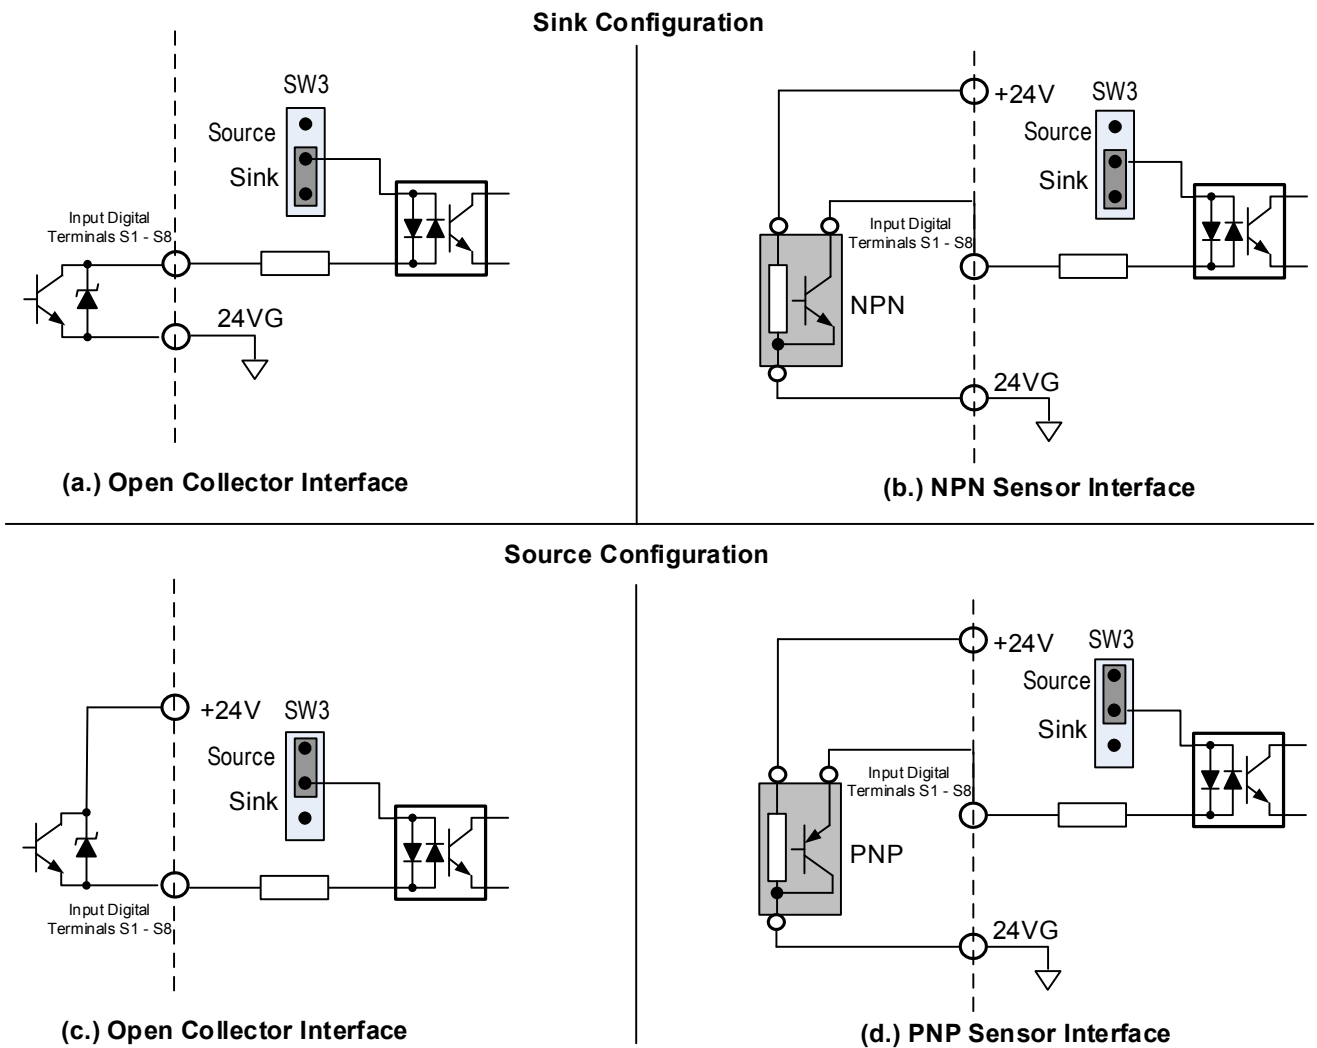 Sink Configuration
SW3
Source
Sink
Input Digital
Terminals S1 - S8
24VG
(a.) Open Collector Interface
+24V
SW3
Source
Sink
Input Digital
Terminals S1 - S8
NPN
24VG
(b.) NPN Sensor Interface
Source Configuration
+24V
SW3
Source
Sink
Input Digital
Terminals S1 - S8
(c.) Open Collector Interface
+24V
SW3
Source
Sink
Input Digital
Terminals S1 - S8
PNP
24VG
(d.) PNP Sensor Interface